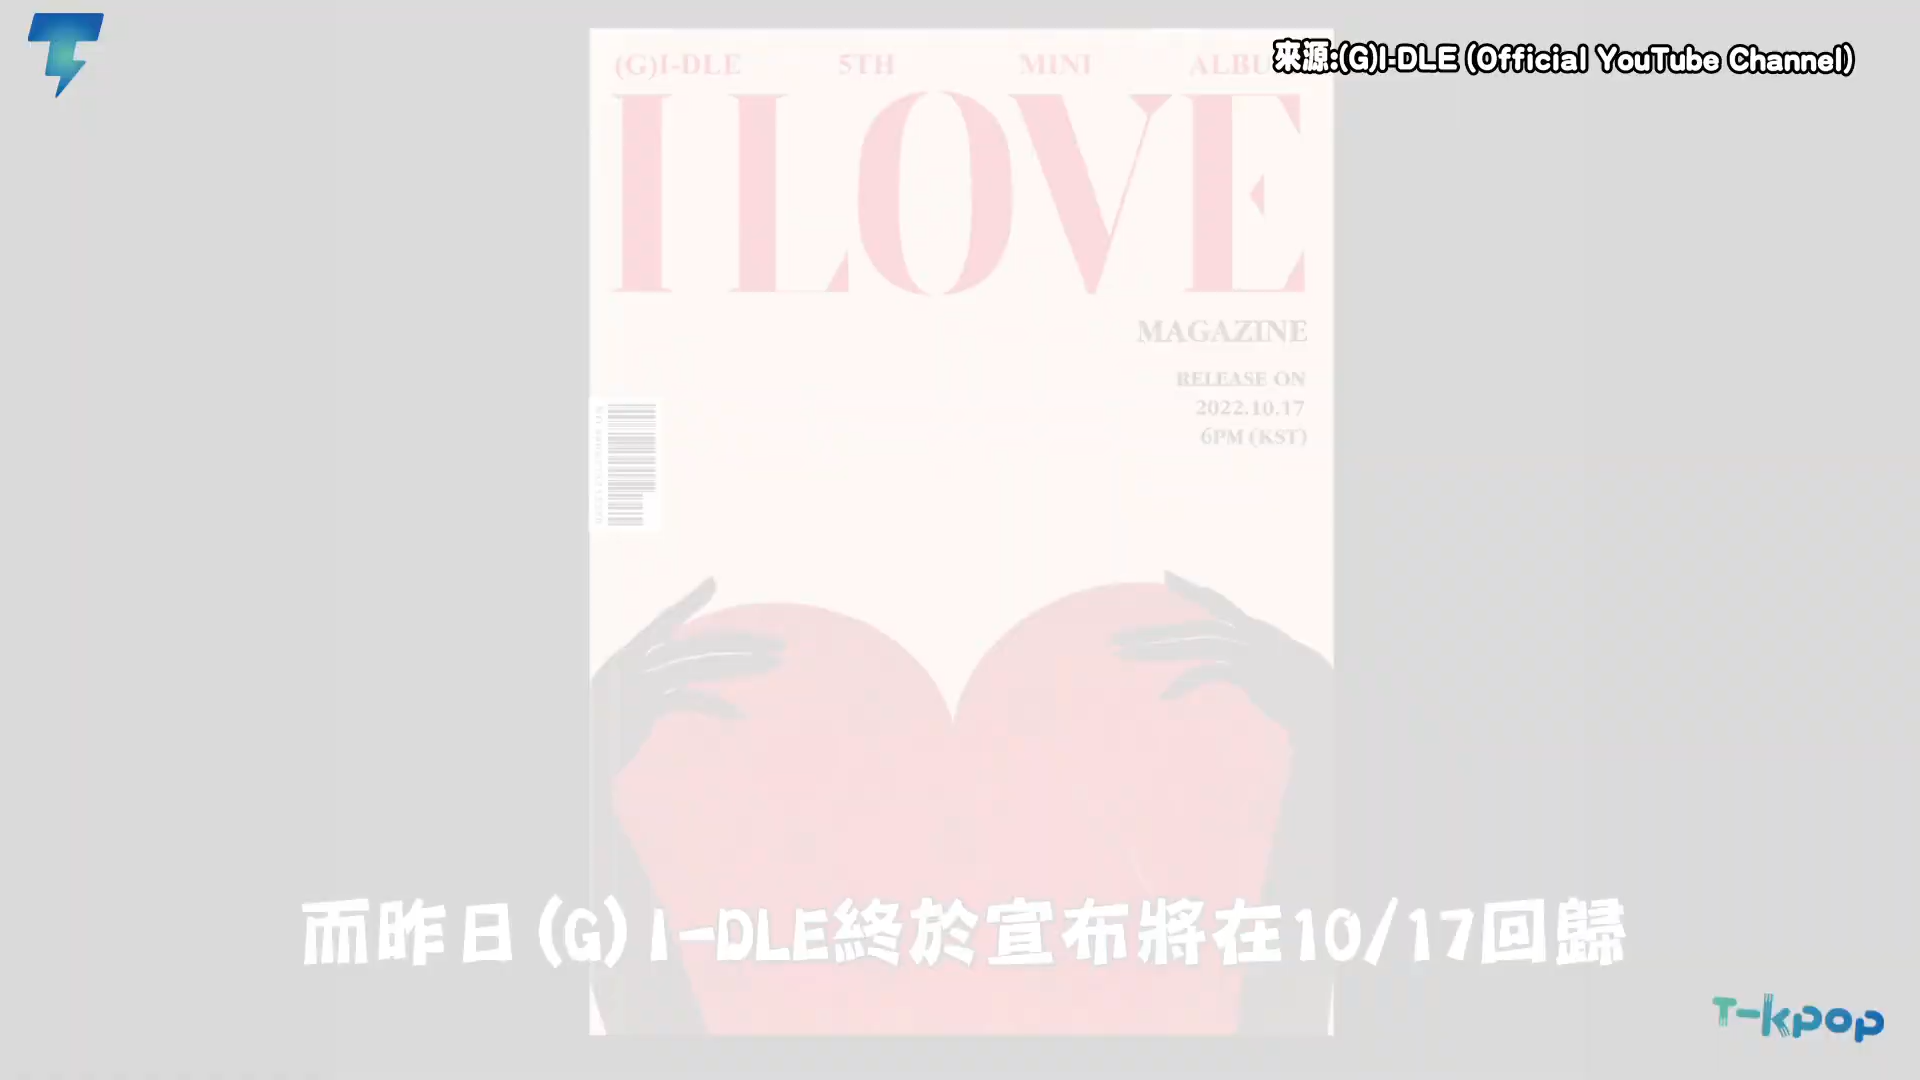 來源:(G)I-DLE (Official YouTube Channel)
(G)I-DLE 5TH MINI
I LOVE
MAGAZINE
RELEASE ON
2022.10.17
6PM (KST)
而昨日(G)I-DLE終於宣布將在10/17回歸
T-kpop